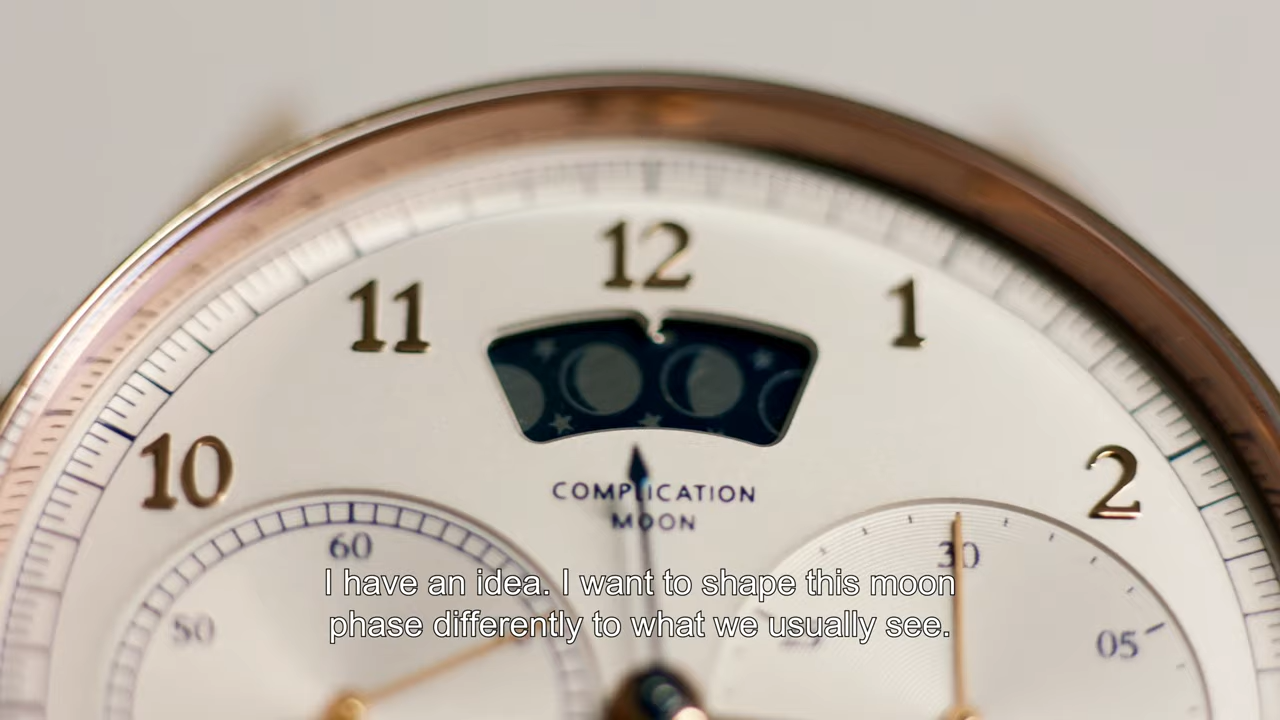 12
11
1
10
2
COMPLICATION
MOON
60
30
50
05
I have an idea. I want to shape this moon
phase differently to what we usually see.